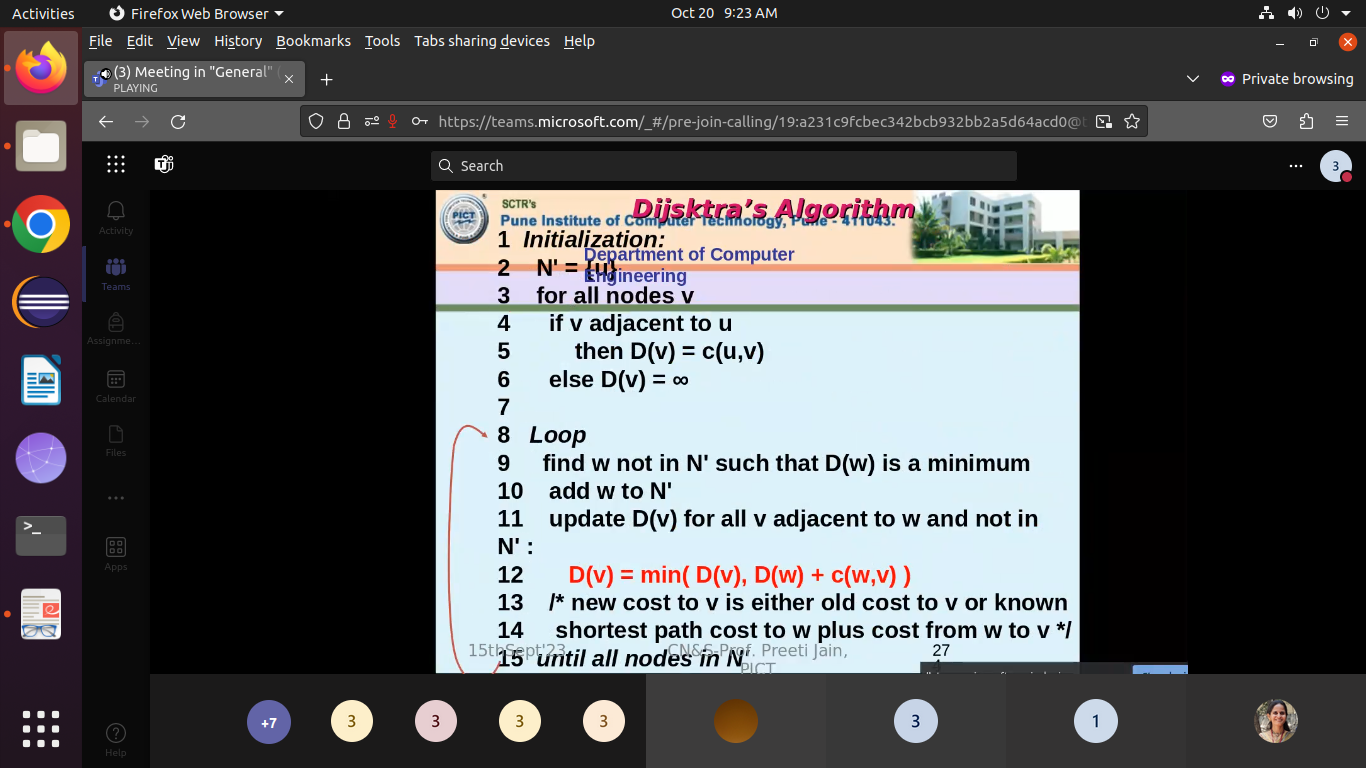 Activities Firefox Web Browser Oct 20 9:23 AM
File Edit View History Bookmarks Tools Tabs sharing devices Help
(3) Meeting in "General" (
PLAYING
Private browsing
https://teams.microsoft.com/_#/pre-join-calling/19:a231c9fcbec342bcb932bb2a5d64acd0@t
Search
3
Activity
Teams
Assignme...
Calendar
Files
Apps
Help
SCTR's
PICT
Dijsktra's Algorithm
Pune Institute of Computer Technology, Pune - 411043.
Department of Computer
Engineering
1 Initialization:
2 N' = {u}
3 for all nodes v
4 if v adjacent to u
5 then D(v) = c(u,v)
6 else D(v) = ∞
7
8 Loop
9 find w not in N' such that D(w) is a minimum
10 add w to N'
11 update D(v) for all v adjacent to w and not in
N' :
12 D(v) = min( D(v), D(w) + c(w,v) )
13 /* new cost to v is either old cost to v or known
14 shortest path cost to w plus cost from w to v */
15 until all nodes in N'
15thSept'23
CN&S-Prof. Preeti Jain,
PICT
27
+7 3 3 3 3 3 1